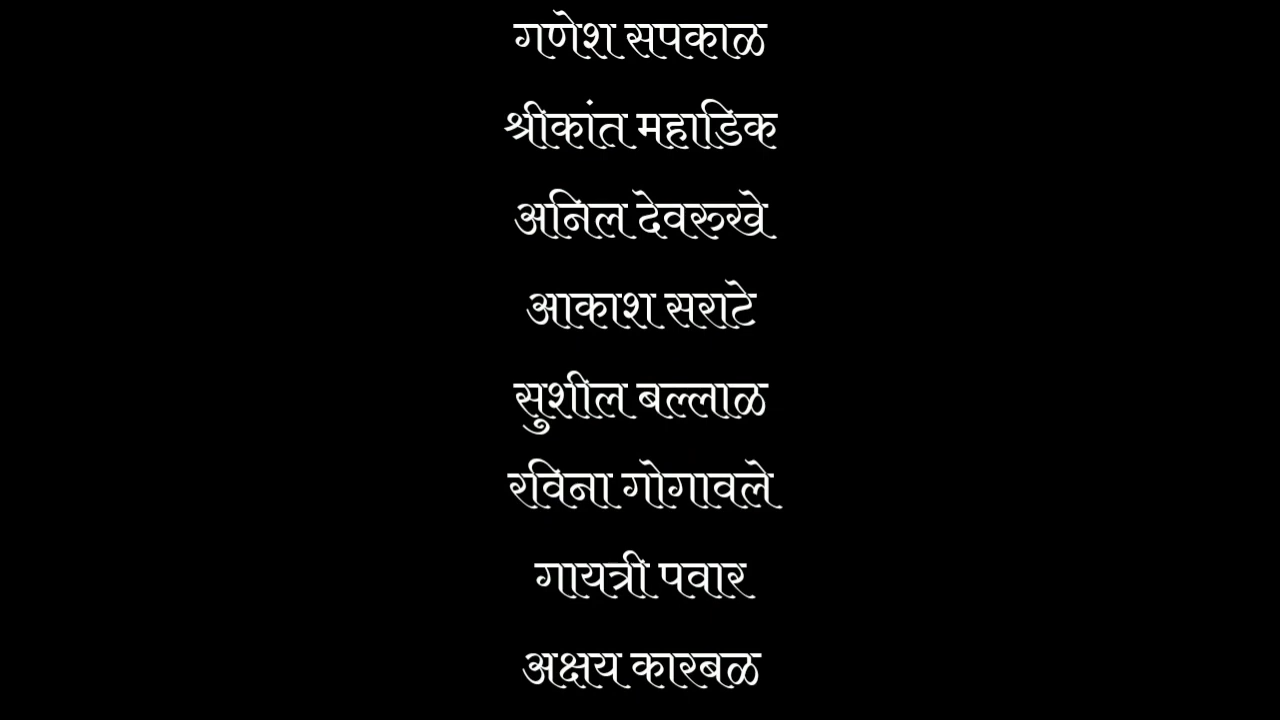 गणेश सपकाळ
श्रीकांत महाडिक
अनिल देवरुखे
आकाश सराटे
सुशील बल्लाळ
रविना गोगावले
गायत्री पवार
अक्षय कारबळ